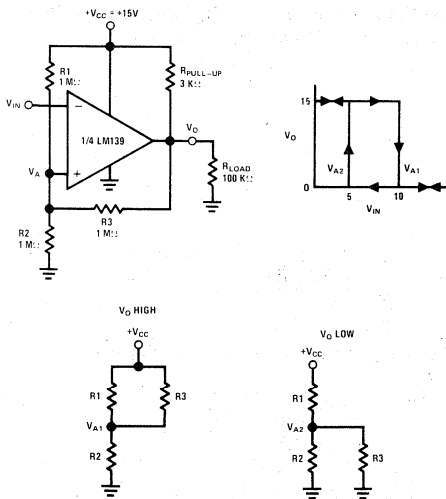 +VCC = +15V
R1
1 MΩ
RPULL-UP
3 KΩ
VIN
−
1/4 LM139
+
VA
VO
RLOAD
100 KΩ
R3
1 MΩ
R2
1 MΩ
15
VO
VA2
VA1
0
5
10
VIN
VO HIGH
+VCC
R1
R3
VA1
R2
VO LOW
+VCC
R1
VA2
R2
R3